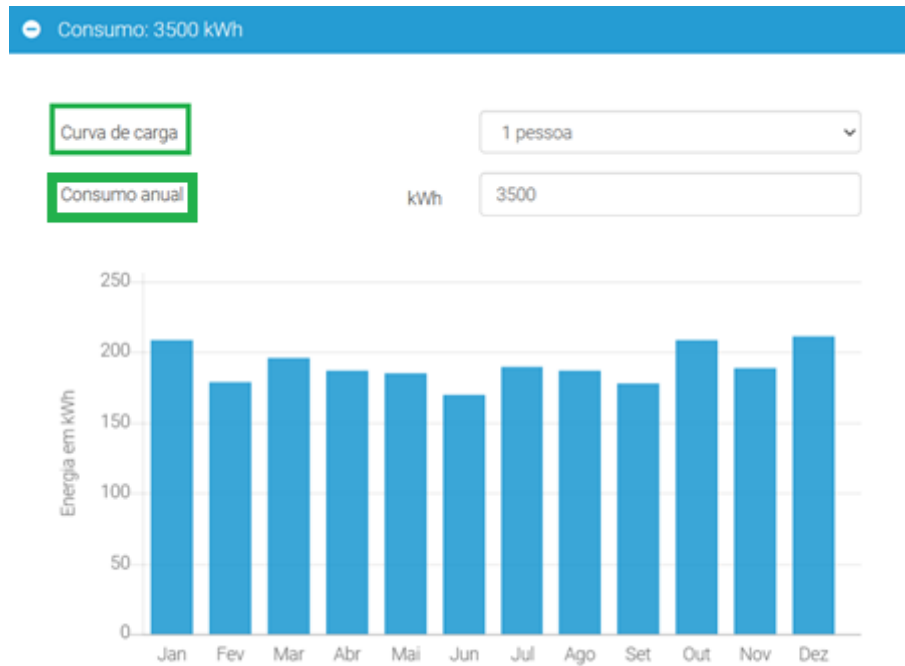 Consumo: 3500 kWh
Curva de carga 1 pessoa
Consumo anual kWh 3500
250
200
150
100
50
0
Energia em kWh
Jan Fev Mar Abr Mai Jun Jul Ago Set Out Nov Dez